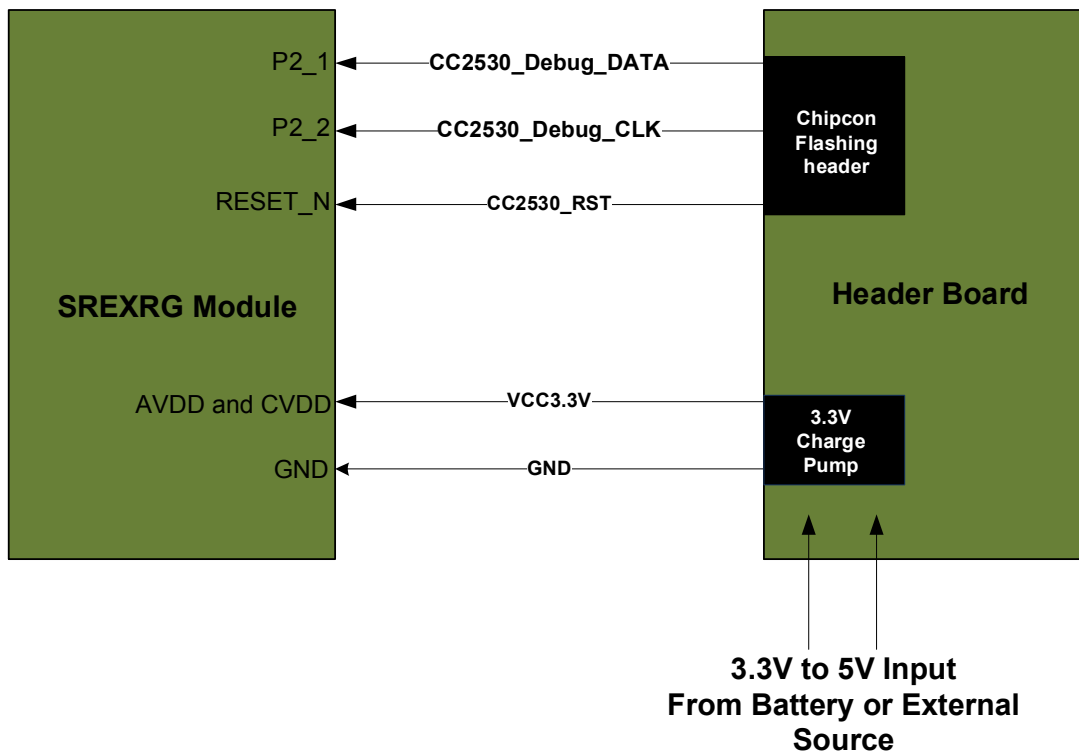 P2_1
CC2530_Debug_DATA
P2_2
CC2530_Debug_CLK
Chipcon
Flashing
header
RESET_N
CC2530_RST
SREXRG Module
Header Board
AVDD and CVDD
VCC3.3V
3.3V
Charge
Pump
GND
GND
3.3V to 5V Input
From Battery or External
Source